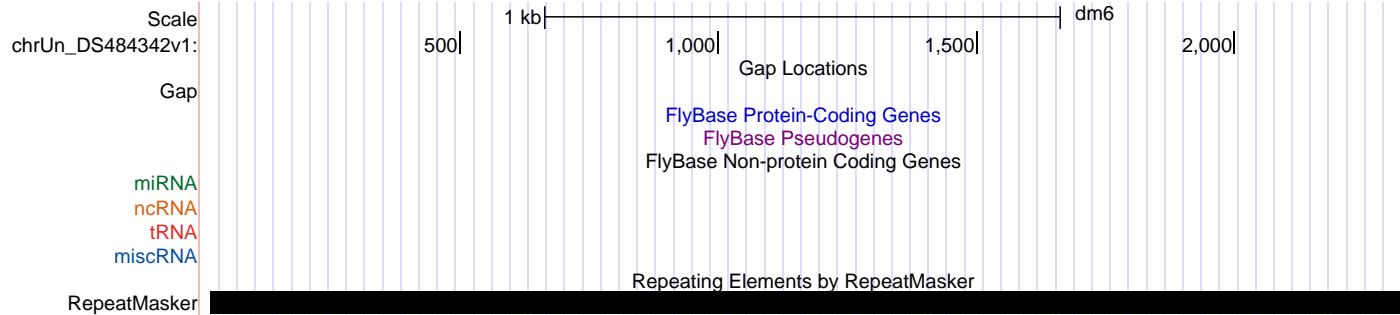 Scale 1 kb dm6
chrUn_DS484342v1: 500 1,000 1,500 2,000
Gap Locations
Gap
FlyBase Protein-Coding Genes
FlyBase Pseudogenes
FlyBase Non-protein Coding Genes
miRNA
ncRNA
tRNA
miscRNA
Repeating Elements by RepeatMasker
RepeatMasker